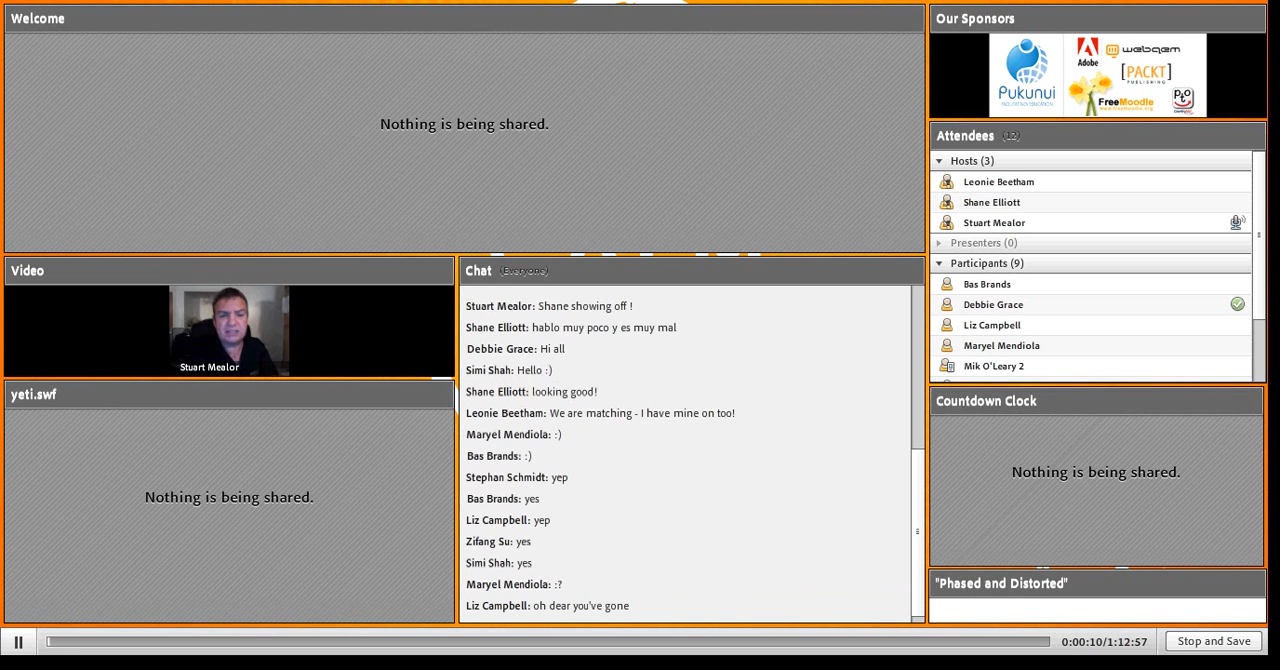 Welcome
Nothing is being shared.
Our Sponsors
Pukunui
Adobe
webgem
[PACKT]
PUBLISHING
FreeMoodle
Attendees (12)
Hosts (3)
Leonie Beetham
Shane Elliott
Stuart Mealor
Presenters (0)
Participants (9)
Bas Brands
Debbie Grace
Liz Campbell
Maryel Mendiola
Mik O'Leary 2
Video
Stuart Mealor
yeti.swf
Nothing is being shared.
Chat (Everyone)
Stuart Mealor: Shane showing off !
Shane Elliott: hablo muy poco y es muy mal
Debbie Grace: Hi all
Simi Shah: Hello :)
Shane Elliott: looking good!
Leonie Beetham: We are matching - I have mine on too!
Maryel Mendiola: :)
Bas Brands: :)
Stephan Schmidt: yep
Bas Brands: yes
Liz Campbell: yep
Zifang Su: yes
Simi Shah: yes
Maryel Mendiola: :?
Liz Campbell: oh dear you've gone
Countdown Clock
Nothing is being shared.
"Phased and Distorted"
0:00:10/1:12:57
Stop and Save